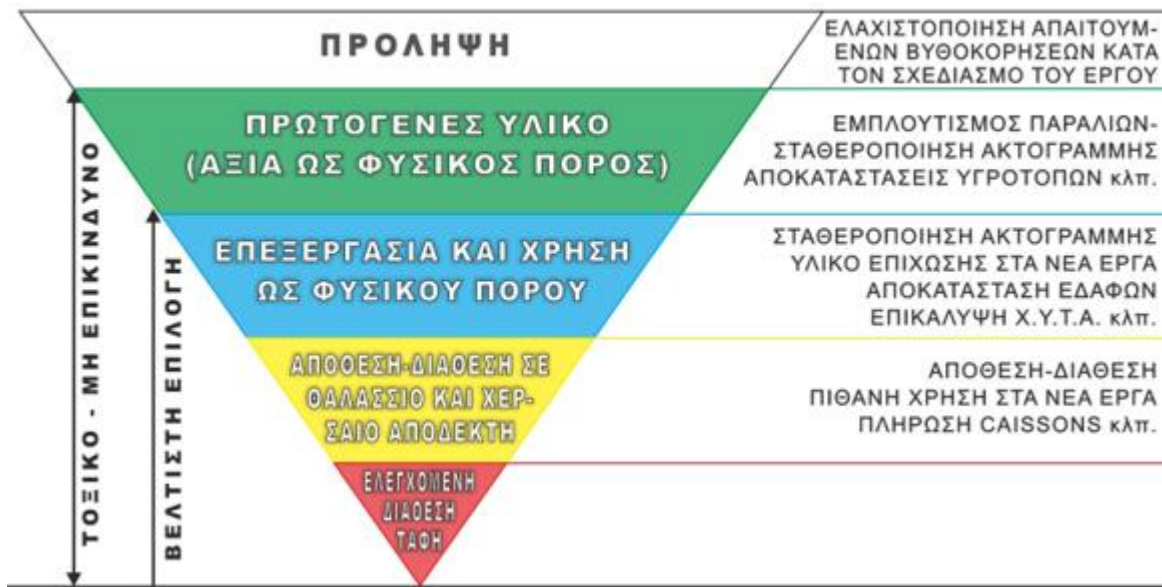 ΠΡΟΛΗΨΗ
ΕΛΑΧΙΣΤΟΠΟΙΗΣΗ ΑΠΑΙΤΟΥΜ-
ΕΝΩΝ ΒΥΘΟΚΟΡΗΣΕΩΝ ΚΑΤΑ
ΤΟΝ ΣΧΕΔΙΑΣΜΟ ΤΟΥ ΕΡΓΟΥ
ΠΡΩΤΟΓΕΝΕΣ ΥΛΙΚΟ
(ΑΞΙΑ ΩΣ ΦΥΣΙΚΟΣ ΠΟΡΟΣ)
ΕΜΠΛΟΥΤΙΣΜΟΣ ΠΑΡΑΛΙΩΝ-
ΣΤΑΘΕΡΟΠΟΙΗΣΗ ΑΚΤΟΓΡΑΜΜΗΣ
ΑΠΟΚΑΤΑΣΤΑΣΕΙΣ ΥΓΡΟΤΟΠΩΝ κλπ.
ΕΠΕΞΕΡΓΑΣΙΑ ΚΑΙ ΧΡΗΣΗ
ΩΣ ΦΥΣΙΚΟΥ ΠΟΡΟΥ
ΣΤΑΘΕΡΟΠΟΙΗΣΗ ΑΚΤΟΓΡΑΜΜΗΣ
ΥΛΙΚΟ ΕΠΙΧΩΣΗΣ ΣΤΑ ΝΕΑ ΕΡΓΑ
ΑΠΟΚΑΤΑΣΤΑΣΗ ΕΔΑΦΩΝ
ΕΠΙΚΑΛΥΨΗ Χ.Υ.Τ.Α. κλπ.
ΑΠΟΘΕΣΗ-ΔΙΑΘΕΣΗ ΣΕ
ΘΑΛΑΣΣΙΟ ΚΑΙ ΧΕΡ-
ΣΑΙΟ ΑΠΟΔΕΚΤΗ
ΑΠΟΘΕΣΗ-ΔΙΑΘΕΣΗ
ΠΙΘΑΝΗ ΧΡΗΣΗ ΣΤΑ ΝΕΑ ΕΡΓΑ
ΠΛΗΡΩΣΗ CAISSONS κλπ.
ΕΛΕΓΧΟΜΕΝΗ
ΔΙΑΘΕΣΗ
ΤΑΦΗ
ΤΟΞΙΚΟ - ΜΗ ΕΠΙΚΙΝΔΥΝΟ
ΒΕΛΤΙΣΤΗ ΕΠΙΛΟΓΗ